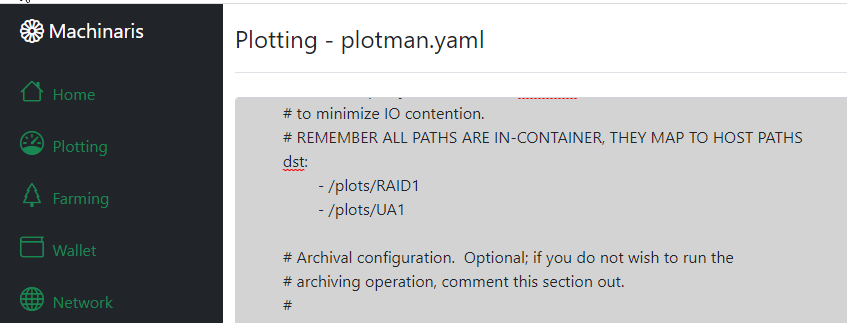 Machinaris
Home
Plotting
Farming
Wallet
Network
Plotting - plotman.yaml
# to minimize IO contention.
# REMEMBER ALL PATHS ARE IN-CONTAINER, THEY MAP TO HOST PATHS
dst:
- /plots/RAID1
- /plots/UA1
# Archival configuration. Optional; if you do not wish to run the
# archiving operation, comment this section out.
#